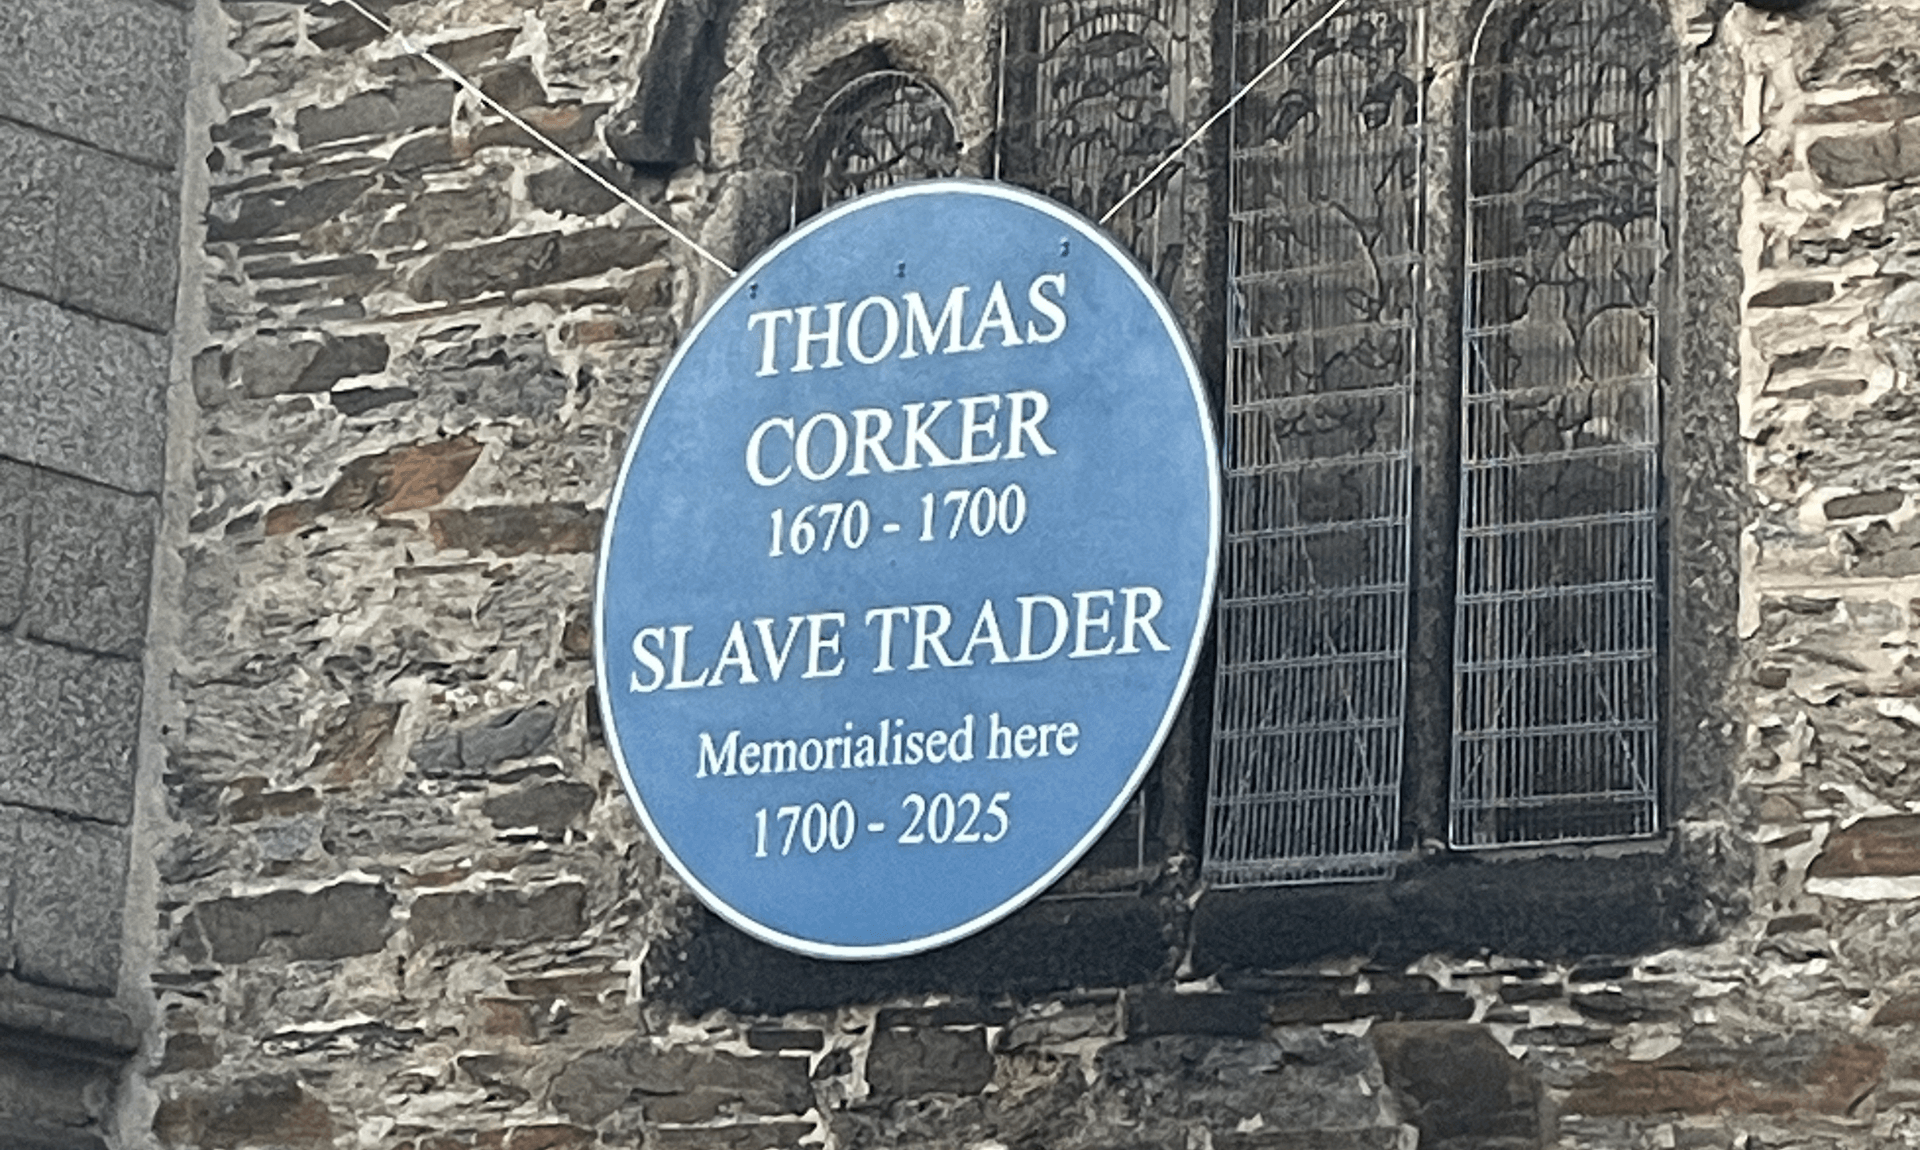 THOMAS
CORKER
1670 - 1700
SLAVE TRADER
Memorialised here
1700 - 2025